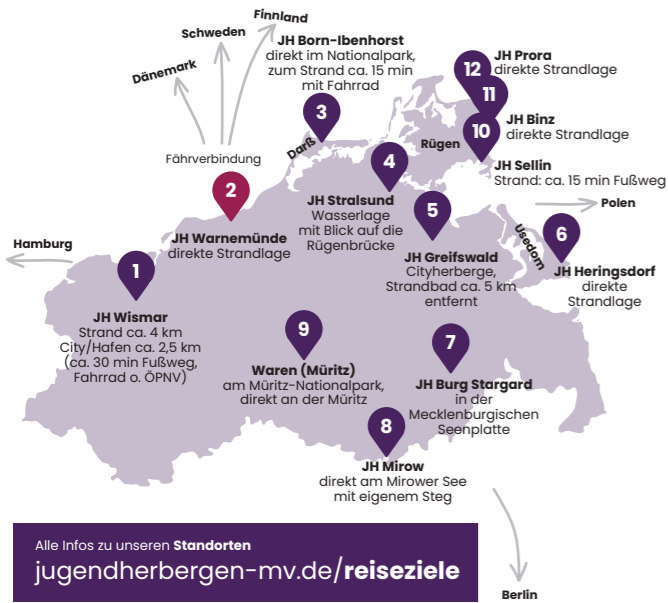 Finnland
Schweden
Dänemark
Fährverbindung
JH Born-Ibenhorst
direkt im Nationalpark,
zum Strand ca. 15 min
mit Fahrrad
3
Darß
12
JH Prora
direkte Strandlage
11
JH Binz
direkte Strandlage
10
Rügen
JH Sellin
Strand: ca. 15 min Fußweg
4
JH Stralsund
Wasserlage
mit Blick auf die
Rügenbrücke
2
JH Warnemünde
direkte Strandlage
5
JH Greifswald
Cityherberge,
Strandbad ca. 5 km
entfernt
Polen
Usedom
6
JH Heringsdorf
direkte
Strandlage
Hamburg
1
JH Wismar
Strand ca. 4 km
City/Hafen ca. 2,5 km
(ca. 30 min Fußweg,
Fahrrad o. ÖPNV)
9
Waren (Müritz)
am Müritz-Nationalpark,
direkt an der Müritz
7
JH Burg Stargard
in der
Mecklenburgischen
Seenplatte
8
JH Mirow
direkt am Mirower See
mit eigenem Steg
Alle Infos zu unseren Standorten
jugendherbergen-mv.de/reiseziele
Berlin